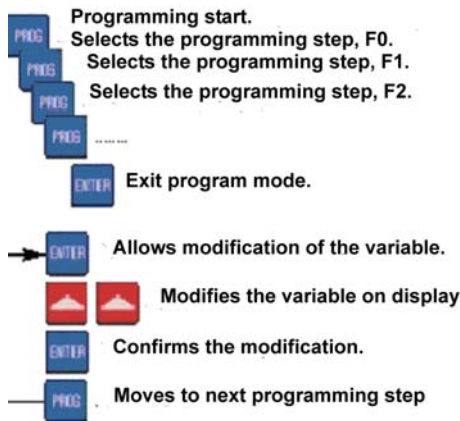 Programming start.
PROG Selects the programming step, F0.
PROG Selects the programming step, F1.
PROG Selects the programming step, F2.
PROG ........
ENTER Exit program mode.
ENTER Allows modification of the variable.
Modifies the variable on display
ENTER Confirms the modification.
PROG Moves to next programming step